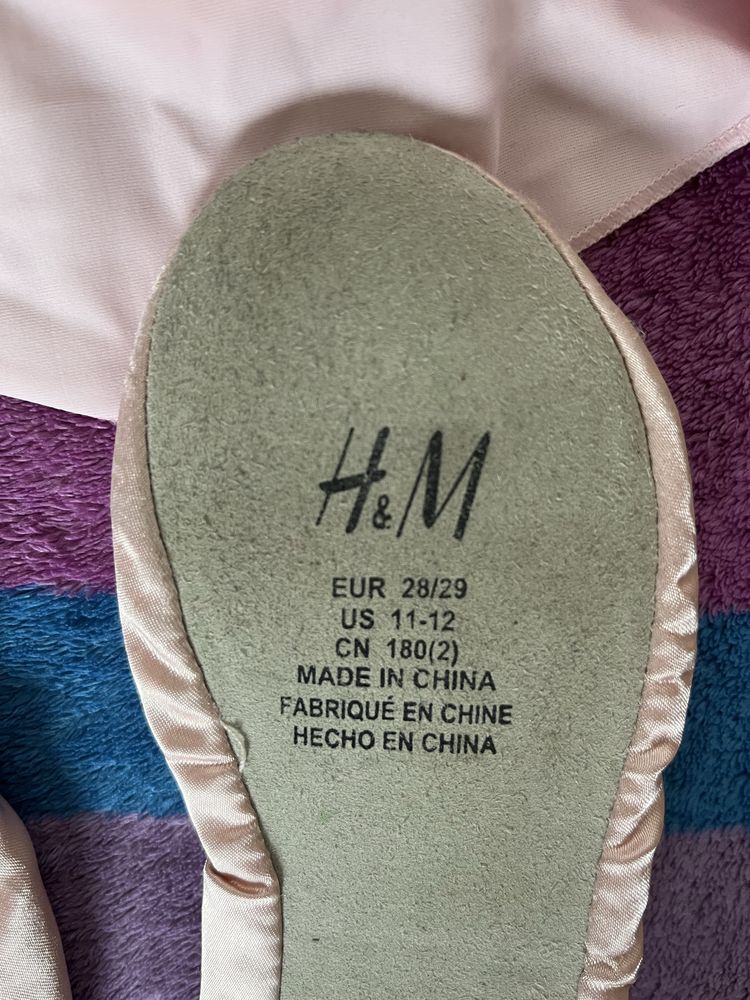 H&M
EUR 28/29
US 11-12
CN 180(2)
MADE IN CHINA
FABRIQUÉ EN CHINE
HECHO EN CHINA